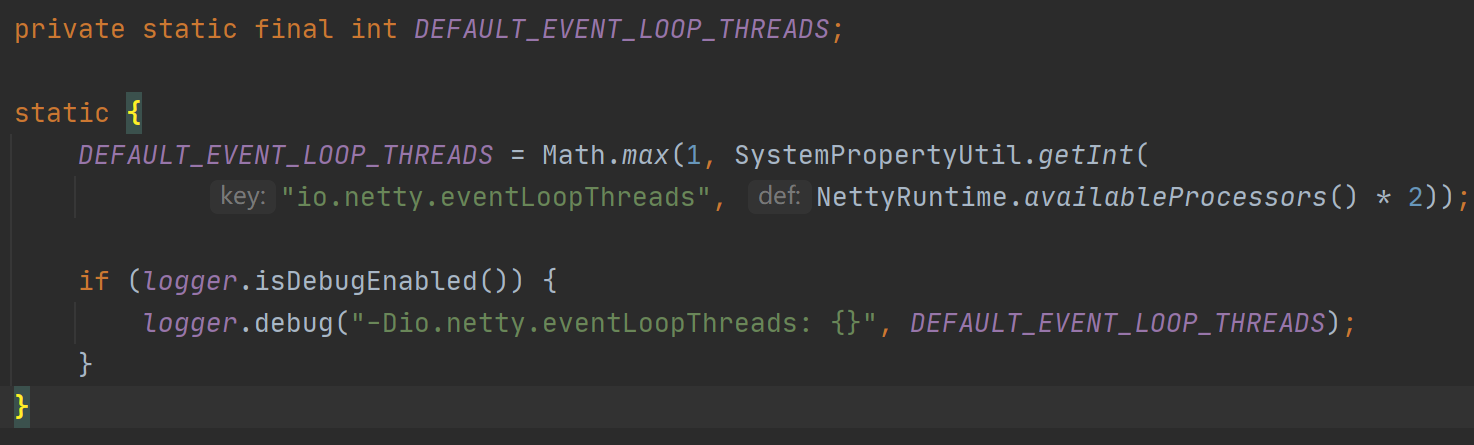 private static final int DEFAULT_EVENT_LOOP_THREADS;
static {
DEFAULT_EVENT_LOOP_THREADS = Math.max(1, SystemPropertyUtil.getInt(
key: "io.netty.eventLoopThreads", def: NettyRuntime.availableProcessors() * 2));
if (logger.isDebugEnabled()) {
logger.debug("-Dio.netty.eventLoopThreads: {}", DEFAULT_EVENT_LOOP_THREADS);
}
}